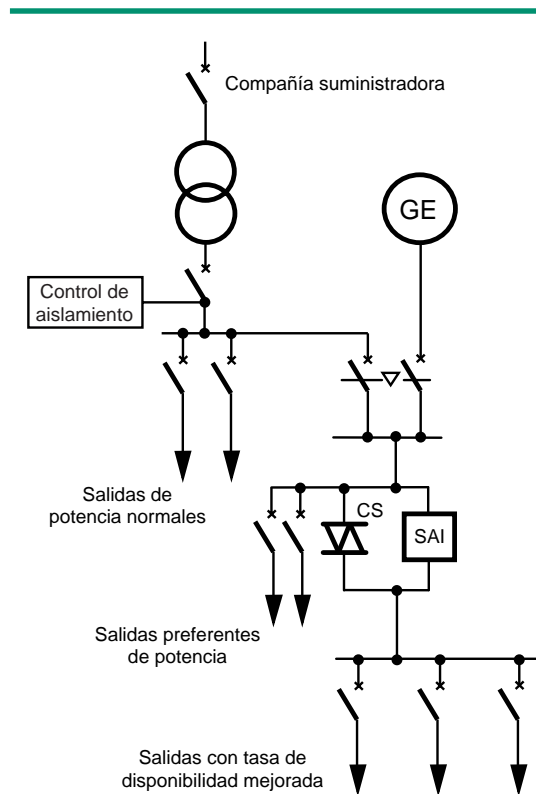 Compañía suministradora
GE
Control de
aislamiento
Salidas de
potencia normales
CS
SAI
Salidas preferentes
de potencia
Salidas con tasa de
disponibilidad mejorada